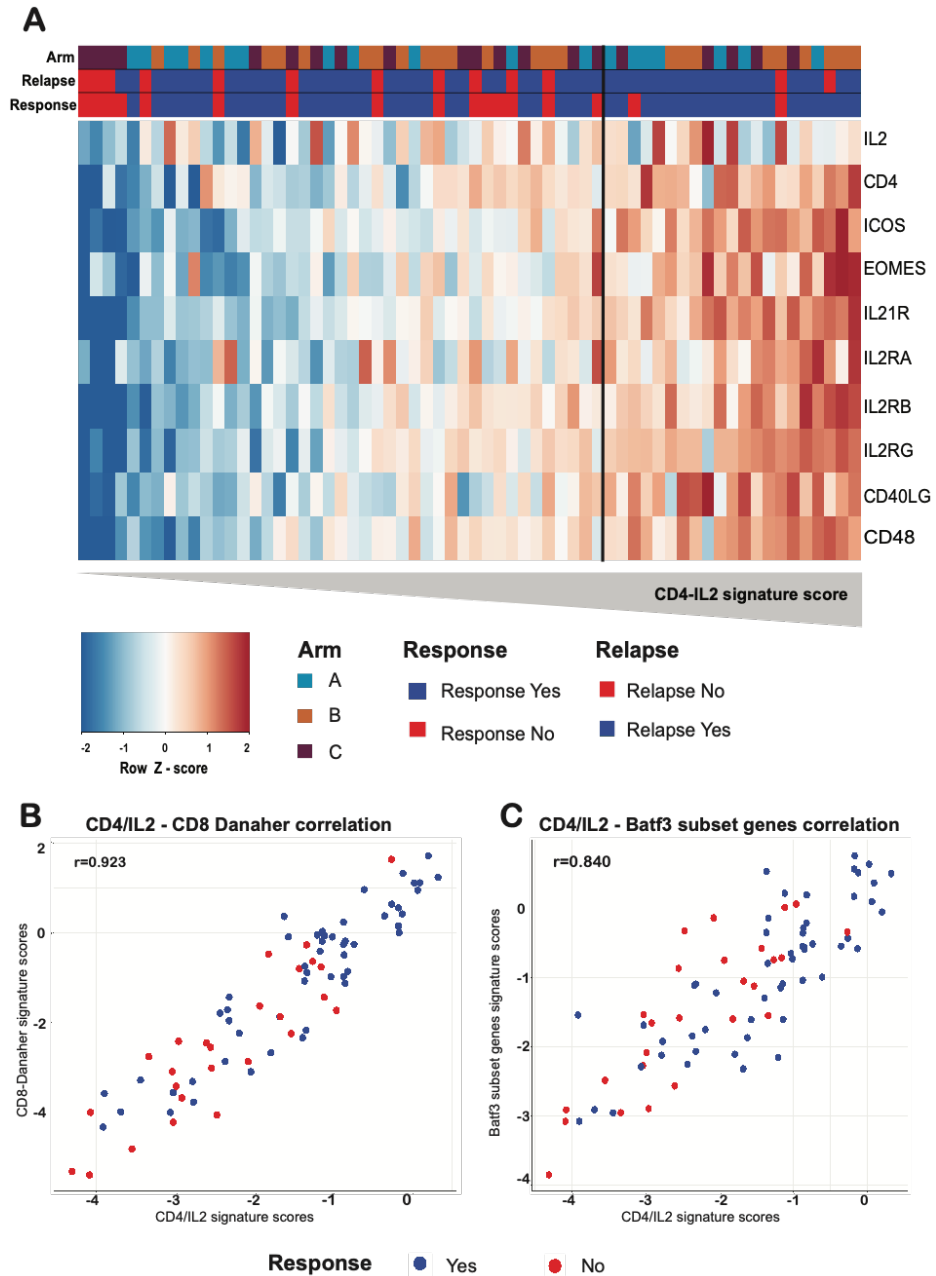 A
Arm
Relapse
Response
IL2
CD4
ICOS
EOMES
IL21R
IL2RA
IL2RB
IL2RG
CD40LG
CD48
CD4-IL2 signature score
-2 -1 0 1 2
Row Z - score
Arm
A
B
C
Response
Response Yes
Response No
Relapse
Relapse No
Relapse Yes
B
CD4/IL2 - CD8 Danaher correlation
r=0.923
CD8-Danaher signature scores
2
0
-2
-4
-4 -3 -2 -1 0
CD4/IL2 signature scores
C
CD4/IL2 - Batf3 subset genes correlation
r=0.840
Batf3 subset genes signature scores
0
-1
-2
-3
-4
-4 -3 -2 -1 0
CD4/IL2 signature scores
Response Yes No